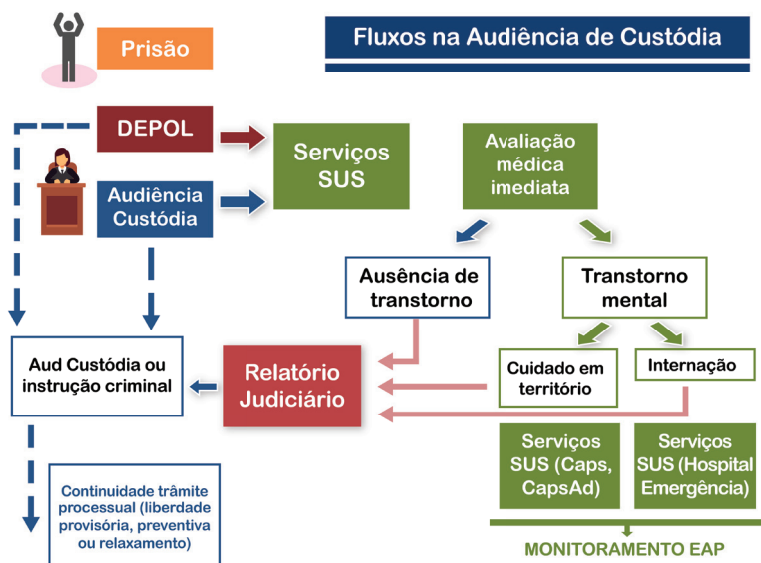 Prisão
Fluxos na Audiência de Custódia
DEPOL
Serviços
SUS
Avaliação
médica
imediata
Audiência
Custódia
Ausência de
transtorno
Transtorno
mental
Aud Custódia ou
instrução criminal
Relatório
Judiciário
Cuidado em
território
Internação
Serviços
SUS (Caps,
CapsAd)
Serviços
SUS (Hospital
Emergência)
Continuidade trâmite
processual (liberdade
provisória, preventiva
ou relaxamento)
MONITORAMENTO EAP